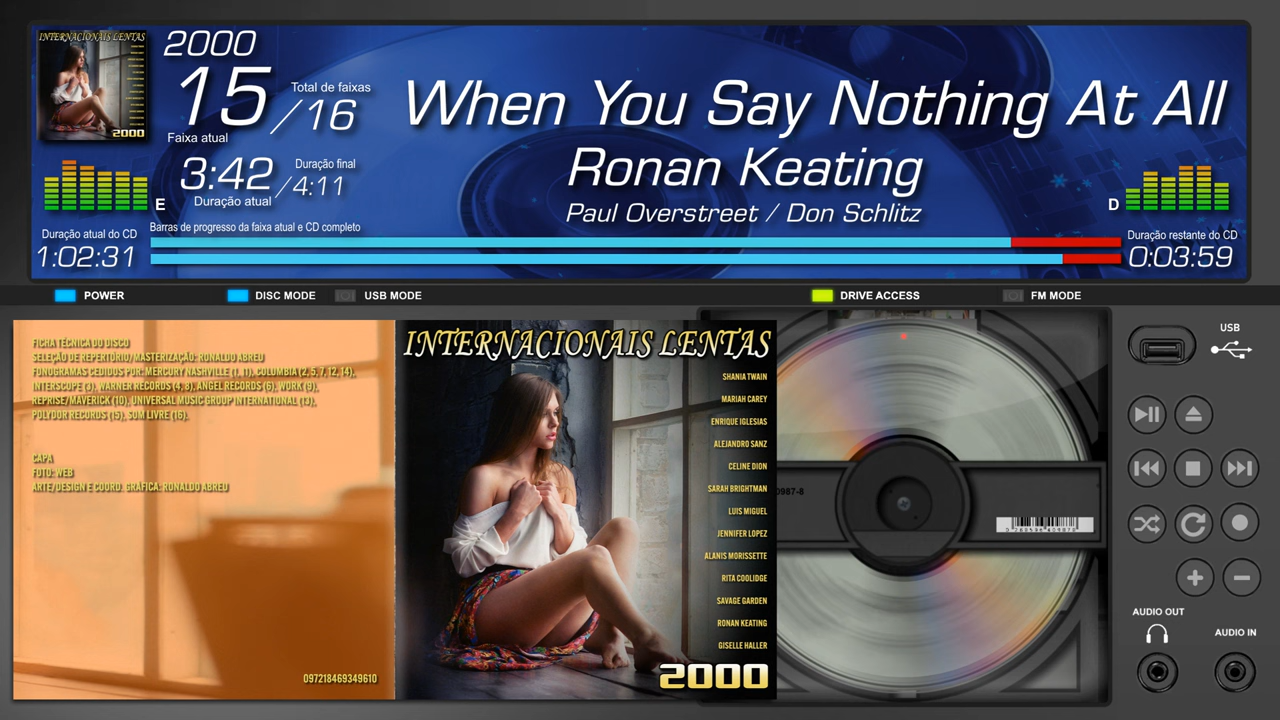 INTERNACIONAIS LENTAS
2000
2000
15
Total de faixas
/16
Faixa atual
When You Say Nothing At All
Ronan Keating
Paul Overstreet / Don Schlitz
3:42
Duração final
/4:11
Duração atual
E
D
Barras de progresso da faixa atual e CD completo
Duração atual do CD
1:02:31
Duração restante do CD
0:03:59
POWER
DISC MODE
USB MODE
DRIVE ACCESS
FM MODE
FICHA TÉCNICA DO DISCO
SELEÇÃO DE REPERTÓRIO/MASTERIZAÇÃO: RONALDO ABREU
FONOGRAMAS CEDIDOS POR: MERCURY NASHVILLE (1, 11), COLUMBIA (2, 5, 7, 12, 14),
INTERSCOPE (3), WARNER RECORDS (4, 8), ANGEL RECORDS (6), WORK (9),
REPRISE/MAVERICK (10), UNIVERSAL MUSIC GROUP INTERNATIONAL (13),
POLYDOR RECORDS (15), SOM LIVRE (16).
CAPA
FOTO: WEB
ARTE/DESIGN E COORD. GRÁFICA: RONALDO ABREU
097218469349610
INTERNACIONAIS LENTAS
SHANIA TWAIN
MARIAH CAREY
ENRIQUE IGLESIAS
ALEJANDRO SANZ
CELINE DION
SARAH BRIGHTMAN
LUIS MIGUEL
JENNIFER LOPEZ
ALANIS MORISSETTE
RITA COOLIDGE
SAVAGE GARDEN
RONAN KEATING
GISELLE HALLER
2000
0987-8
USB
AUDIO OUT
AUDIO IN